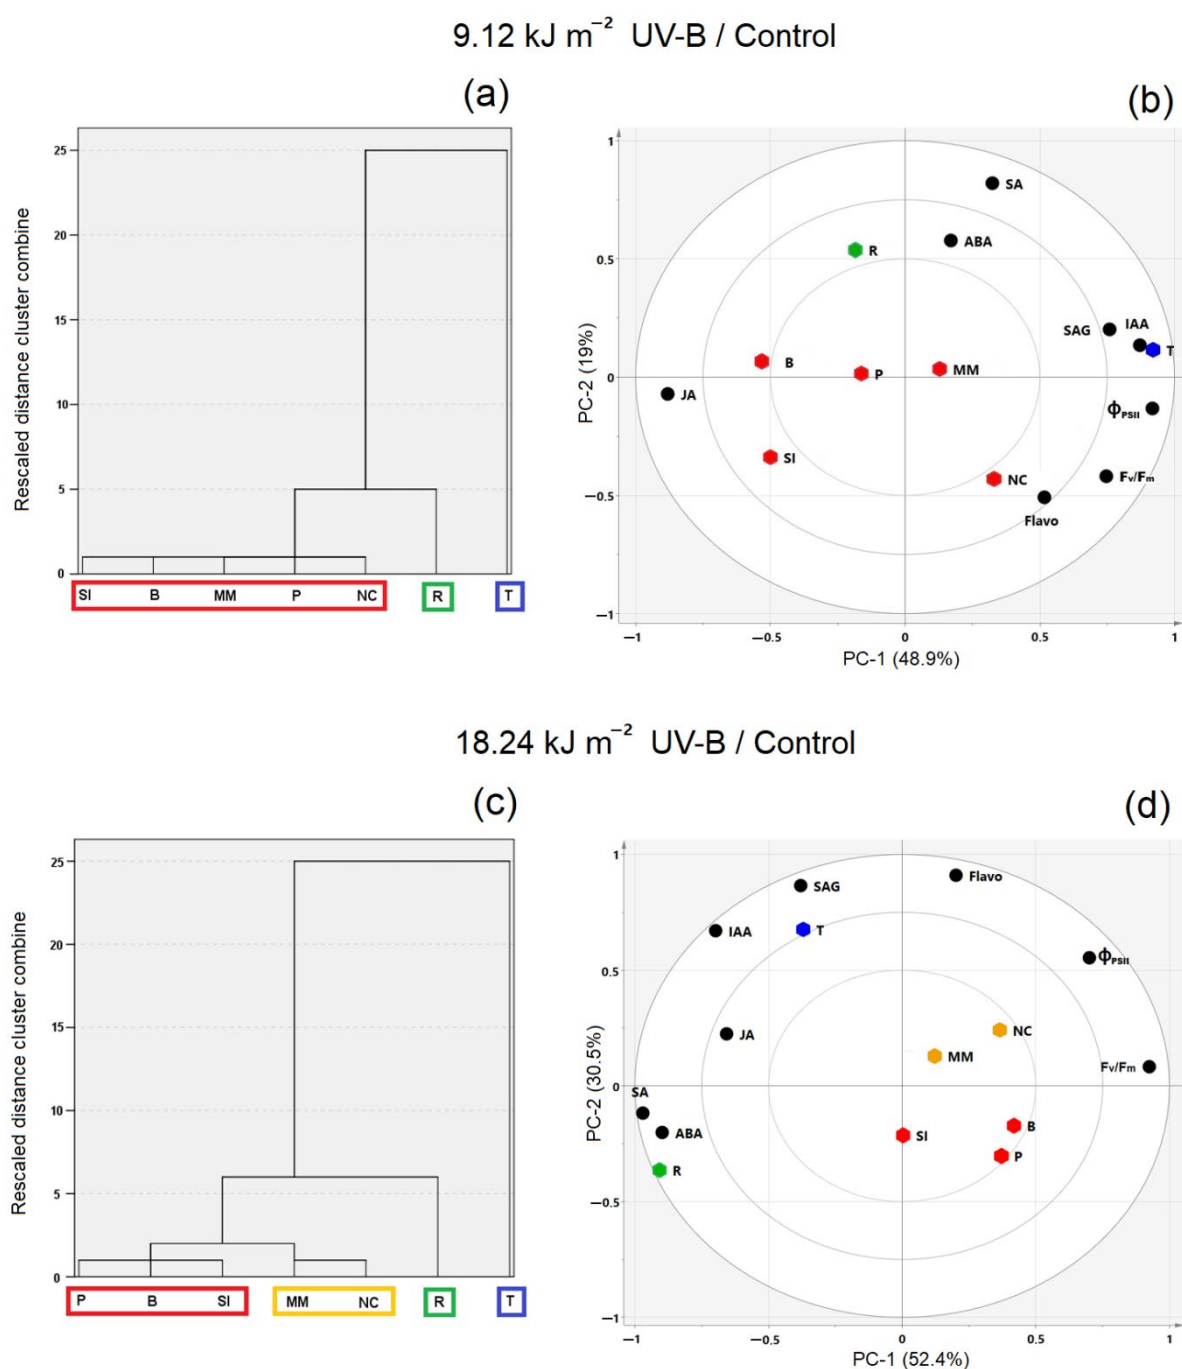 9.12 kJ m⁻² UV-B / Control
(a)
Rescaled distance cluster combine
25
20
15
10
5
0
SI B MM P NC R T
(b)
PC-2 (19%)
1
0.5
0
−0.5
−1
SA
ABA
R
SAG IAA
T
B P MM
JA
ΦPSII
SI
NC
Fv/Fm
Flavo
−1 −0.5 0 0.5 1
PC-1 (48.9%)
18.24 kJ m⁻² UV-B / Control
(c)
Rescaled distance cluster combine
25
20
15
10
5
0
P B SI MM NC R T
(d)
PC-2 (30.5%)
1
0.5
0
−0.5
−1
SAG
Flavo
IAA
T
ΦPSII
JA
NC
MM
Fv/Fm
SA
ABA
SI
B
P
R
−1 −0.5 0 0.5 1
PC-1 (52.4%)